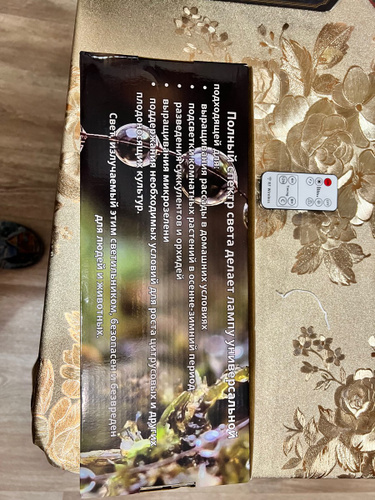 Полный спектр света делает лампу универсальной
подходящей для:
• выращивания рассады в домашних условиях
• подсветки комнатных растений в осенне-зимний период
разведения суккулентов и орхидей
• выращивания микрозелени
• поддержания необходимых условий для роста цитрусовых и других
плодоносящих культур.
Свет, излучаемый этим светильником, безопасен и безвреден
для людей и животных.